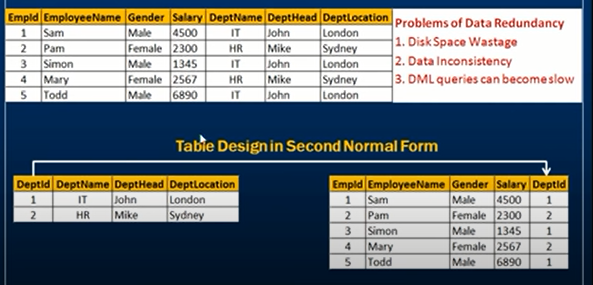 EmpId EmployeeName Gender Salary DeptName DeptHead DeptLocation
1 Sam Male 4500 IT John London
2 Pam Female 2300 HR Mike Sydney
3 Simon Male 1345 IT John London
4 Mary Female 2567 HR Mike Sydney
5 Todd Male 6890 IT John London
Problems of Data Redundancy
1. Disk Space Wastage
2. Data Inconsistency
3. DML queries can become slow
Table Design in Second Normal Form
DeptId DeptName DeptHead DeptLocation
1 IT John London
2 HR Mike Sydney
EmpId EmployeeName Gender Salary DeptId
1 Sam Male 4500 1
2 Pam Female 2300 2
3 Simon Male 1345 1
4 Mary Female 2567 2
5 Todd Male 6890 1